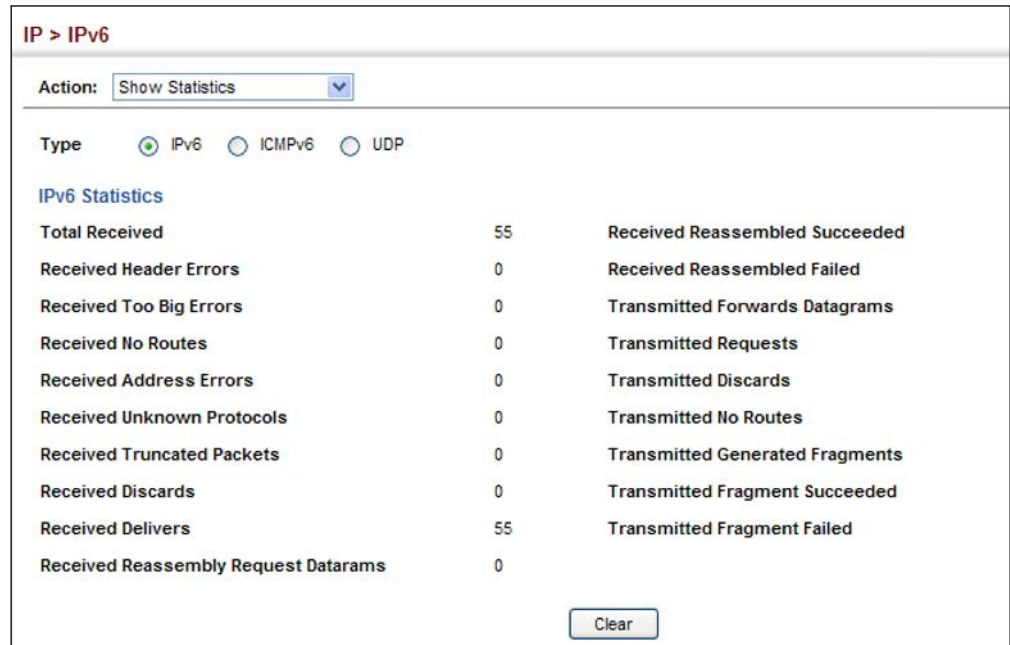 IP > IPv6
Action: Show Statistics
Type IPv6 ICMPv6 UDP
IPv6 Statistics
Total Received 55 Received Reassembled Succeeded
Received Header Errors 0 Received Reassembled Failed
Received Too Big Errors 0 Transmitted Forwards Datagrams
Received No Routes 0 Transmitted Requests
Received Address Errors 0 Transmitted Discards
Received Unknown Protocols 0 Transmitted No Routes
Received Truncated Packets 0 Transmitted Generated Fragments
Received Discards 0 Transmitted Fragment Succeeded
Received Delivers 55 Transmitted Fragment Failed
Received Reassembly Request Datarams 0
Clear